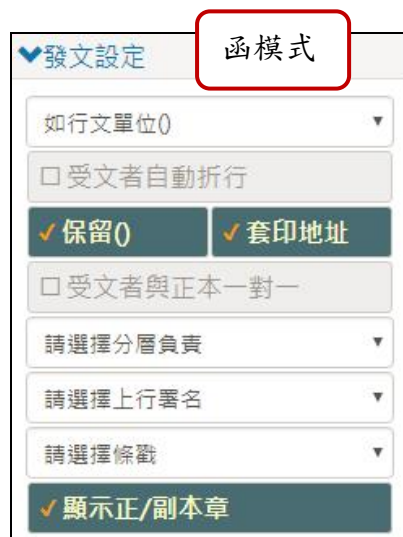 發文設定
函模式
如行文單位()
受文者自動折行
✓保留() ✓套印地址
受文者與正本一對一
請選擇分層負責
請選擇上行署名
請選擇條戳
✓顯示正/副本章